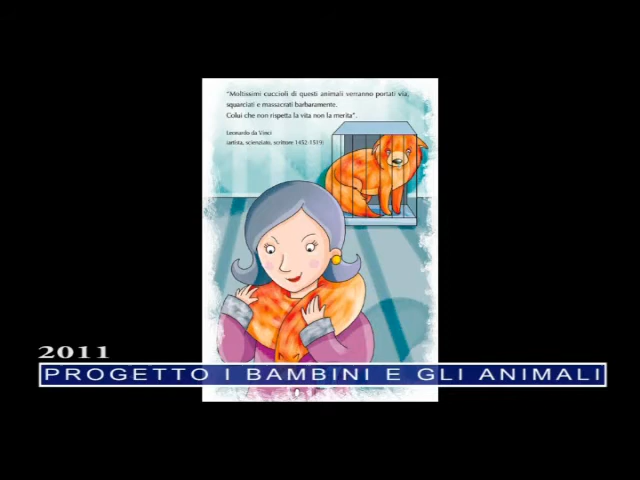 "Moltissimi cuccioli di questi animali verranno portati via,
squarciati e massacrati barbaramente.
Colui che non rispetta la vita non la merita".
Leonardo da Vinci
(artista, scienziato, scrittore 1452-1519)
2011
PROGETTO I BAMBINI E GLI ANIMALI